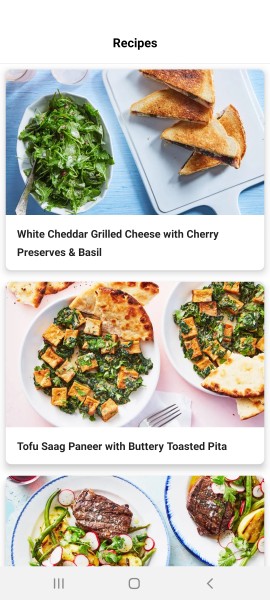 Recipes
White Cheddar Grilled Cheese with Cherry
Preserves & Basil
Tofu Saag Paneer with Buttery Toasted Pita